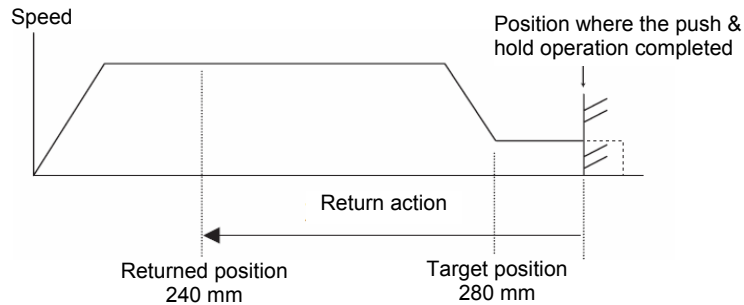 Speed
Position where the push &
hold operation completed
Return action
Returned position
240 mm
Target position
280 mm